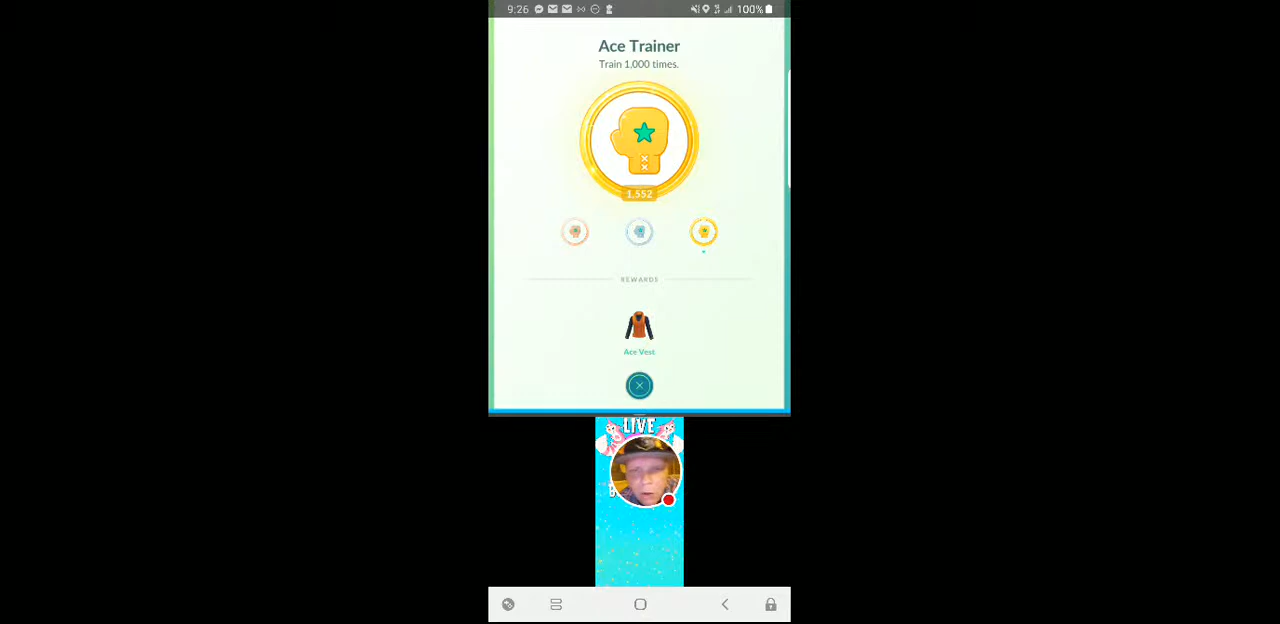 9:26
100%
Ace Trainer
Train 1,000 times.
1,552
REWARDS
Ace Vest
LIVE